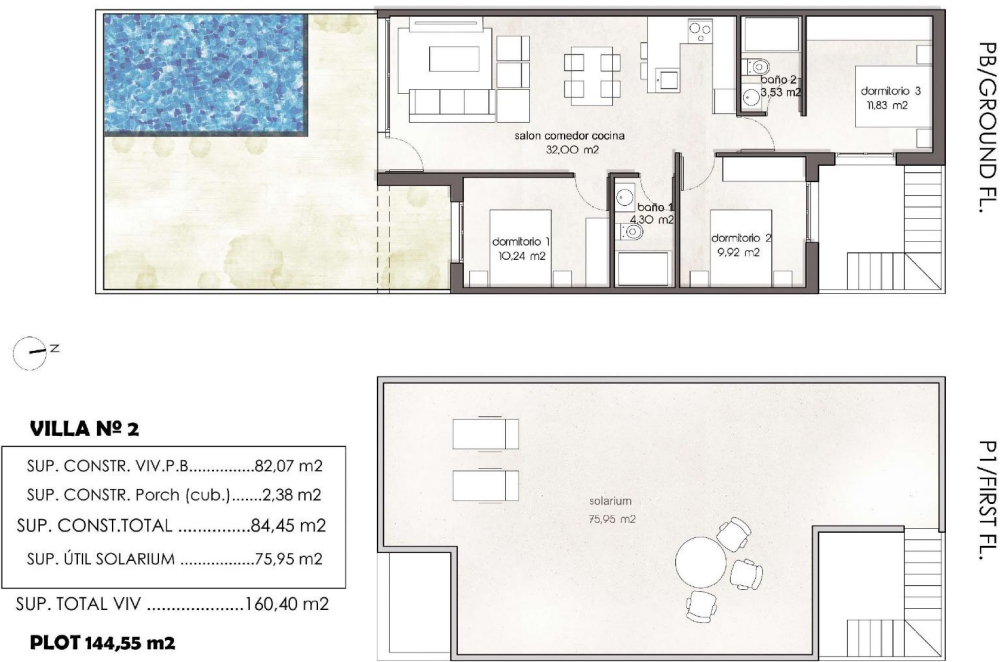 PB/GROUND FL.
salon comedor cocina
32,00 m2
baño 2
3,53 m2
dormitorio 3
11,83 m2
dormitorio 1
10,24 m2
baño 1
4,30 m2
dormitorio 2
9,92 m2
N
VILLA Nº 2
SUP. CONSTR. VIV.P.B...............82,07 m2
SUP. CONSTR. Porch (cub.).......2,38 m2
SUP. CONST.TOTAL ...............84,45 m2
SUP. ÚTIL SOLARIUM .................75,95 m2
SUP. TOTAL VIV ......................160,40 m2
PLOT 144,55 m2
solarium
75,95 m2
P1/FIRST FL.